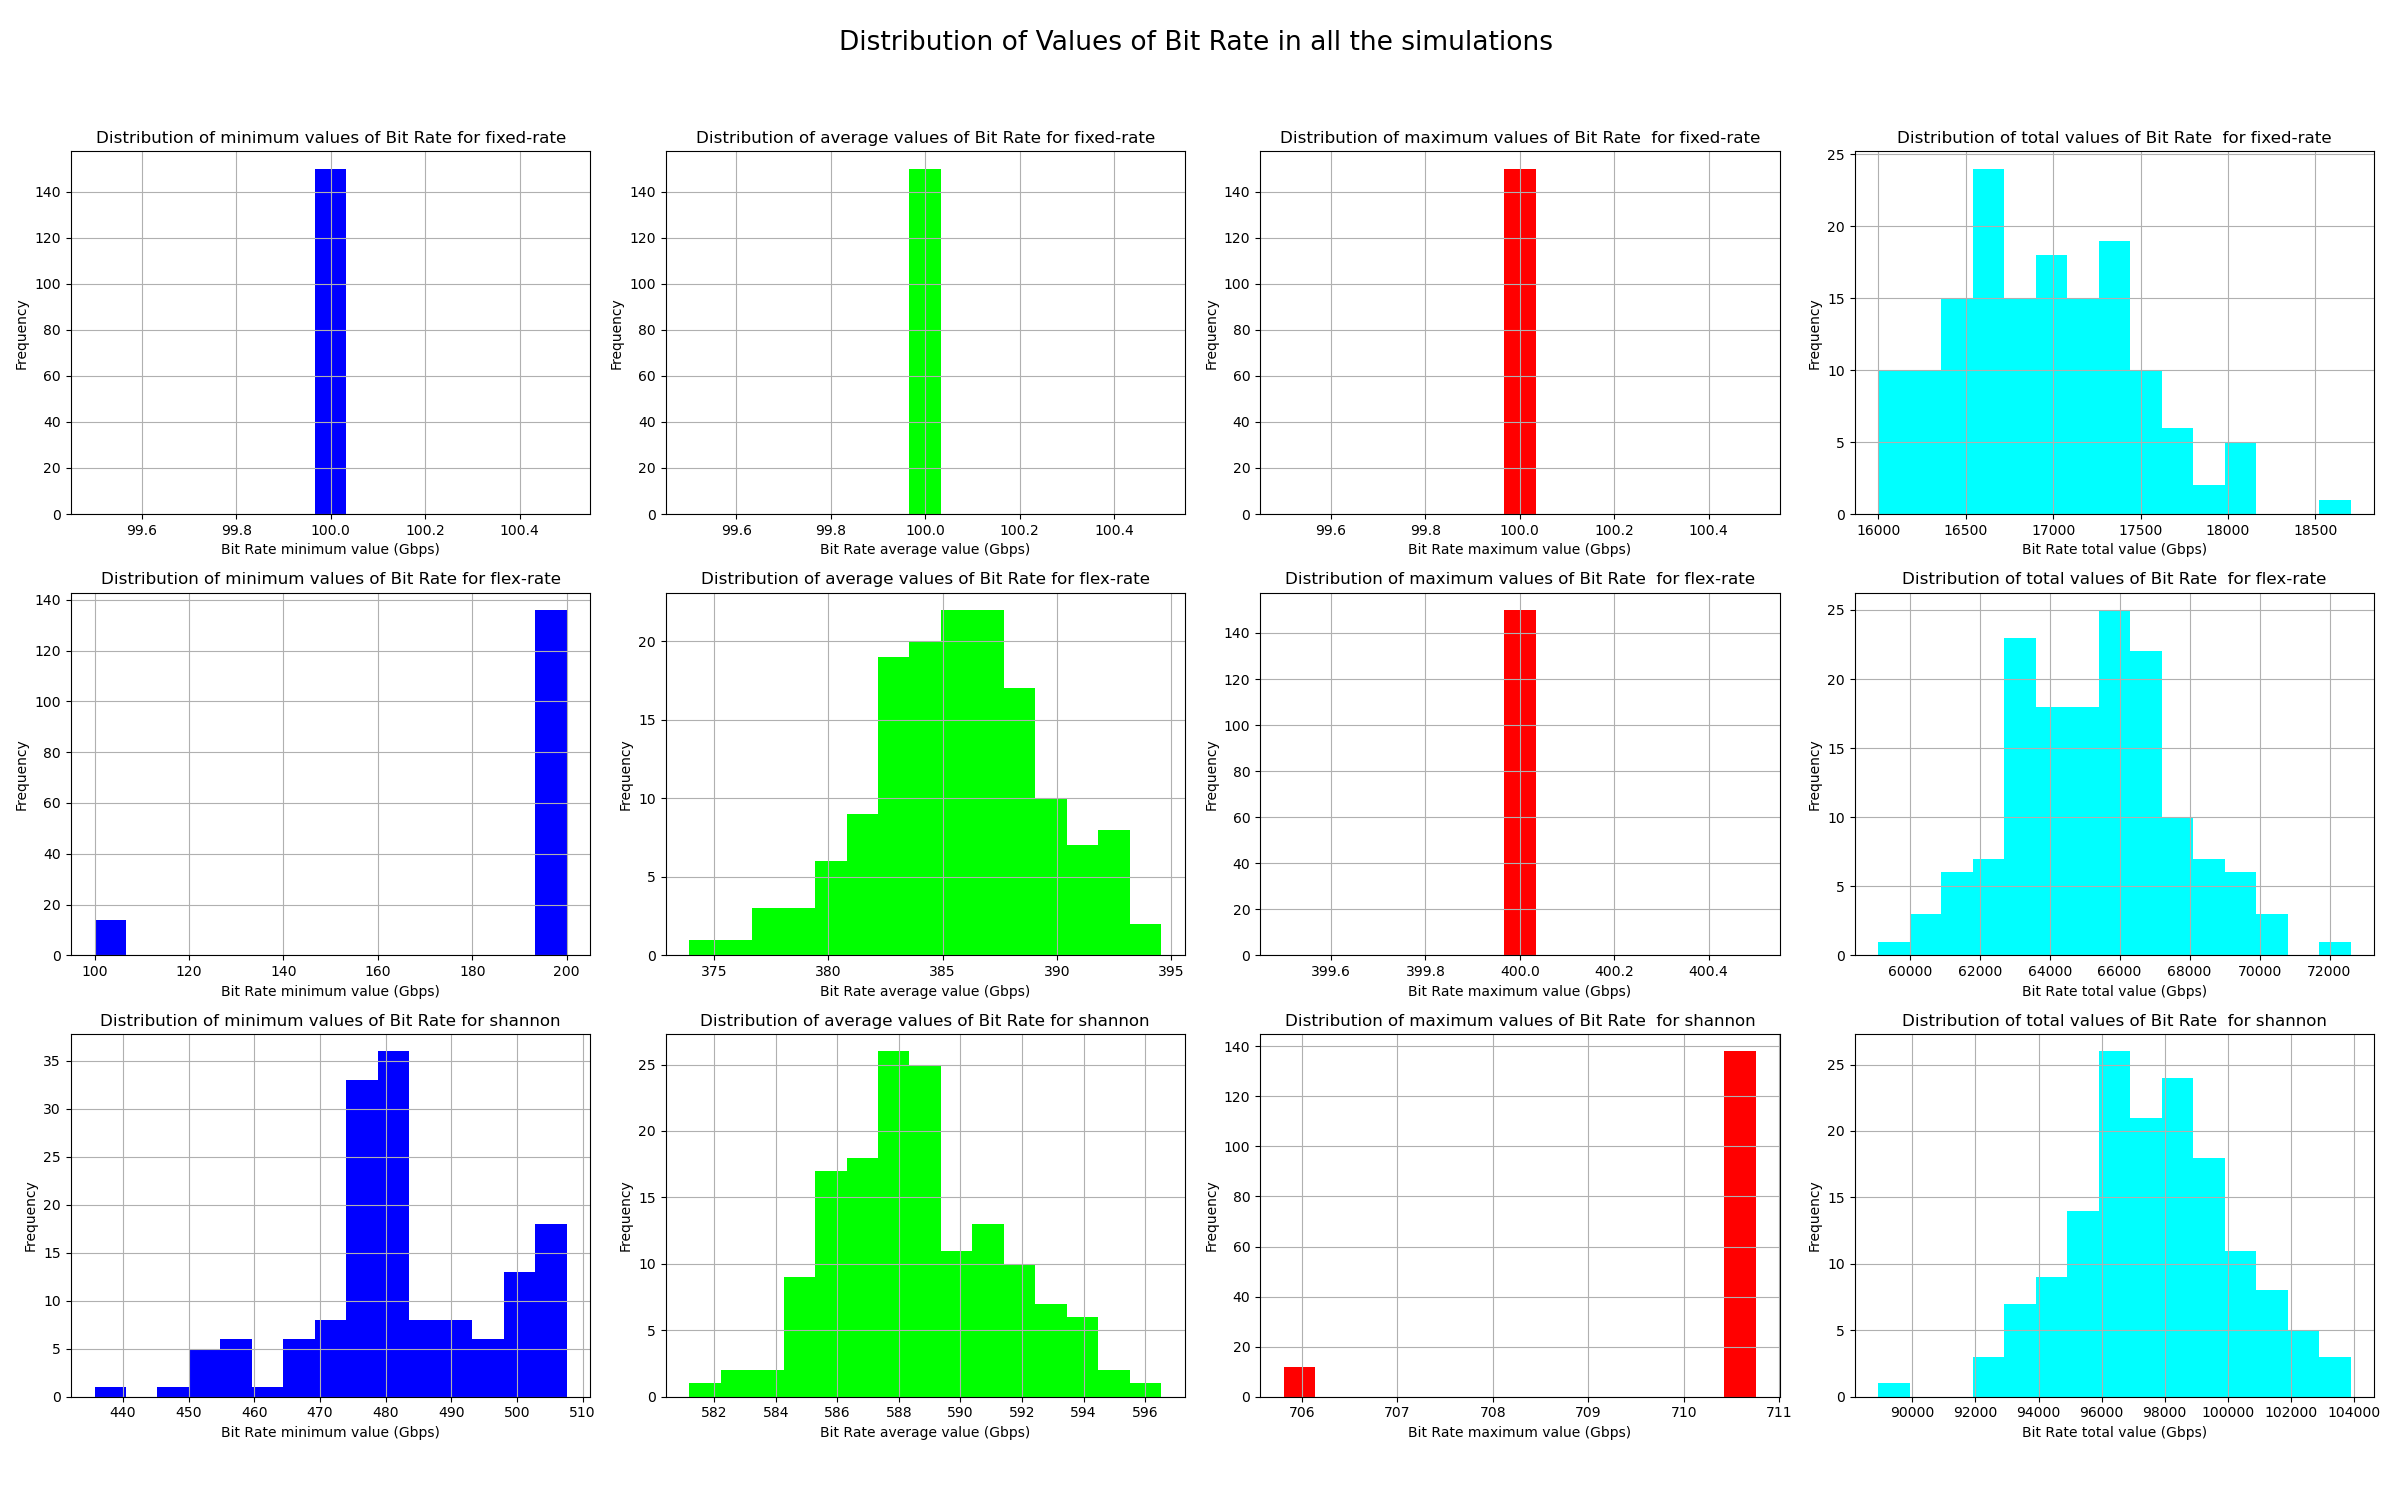 Distribution of Values of Bit Rate in all the simulations
Distribution of minimum values of Bit Rate for fixed-rate
Frequency
140
120
100
80
60
40
20
0
99.6 99.8 100.0 100.2 100.4
Bit Rate minimum value (Gbps)
Distribution of average values of Bit Rate for fixed-rate
Frequency
140
120
100
80
60
40
20
0
99.6 99.8 100.0 100.2 100.4
Bit Rate average value (Gbps)
Distribution of maximum values of Bit Rate  for fixed-rate
Frequency
140
120
100
80
60
40
20
0
99.6 99.8 100.0 100.2 100.4
Bit Rate maximum value (Gbps)
Distribution of total values of Bit Rate  for fixed-rate
Frequency
25
20
15
10
5
0
16000 16500 17000 17500 18000 18500
Bit Rate total value (Gbps)
Distribution of minimum values of Bit Rate for flex-rate
Frequency
140
120
100
80
60
40
20
0
100 120 140 160 180 200
Bit Rate minimum value (Gbps)
Distribution of average values of Bit Rate for flex-rate
Frequency
20
15
10
5
0
375 380 385 390 395
Bit Rate average value (Gbps)
Distribution of maximum values of Bit Rate  for flex-rate
Frequency
140
120
100
80
60
40
20
0
399.6 399.8 400.0 400.2 400.4
Bit Rate maximum value (Gbps)
Distribution of total values of Bit Rate  for flex-rate
Frequency
25
20
15
10
5
0
60000 62000 64000 66000 68000 70000 72000
Bit Rate total value (Gbps)
Distribution of minimum values of Bit Rate for shannon
Frequency
35
30
25
20
15
10
5
0
440 450 460 470 480 490 500 510
Bit Rate minimum value (Gbps)
Distribution of average values of Bit Rate for shannon
Frequency
25
20
15
10
5
0
582 584 586 588 590 592 594 596
Bit Rate average value (Gbps)
Distribution of maximum values of Bit Rate  for shannon
Frequency
140
120
100
80
60
40
20
0
706 707 708 709 710 711
Bit Rate maximum value (Gbps)
Distribution of total values of Bit Rate  for shannon
Frequency
25
20
15
10
5
0
90000 92000 94000 96000 98000 100000 102000 104000
Bit Rate total value (Gbps)